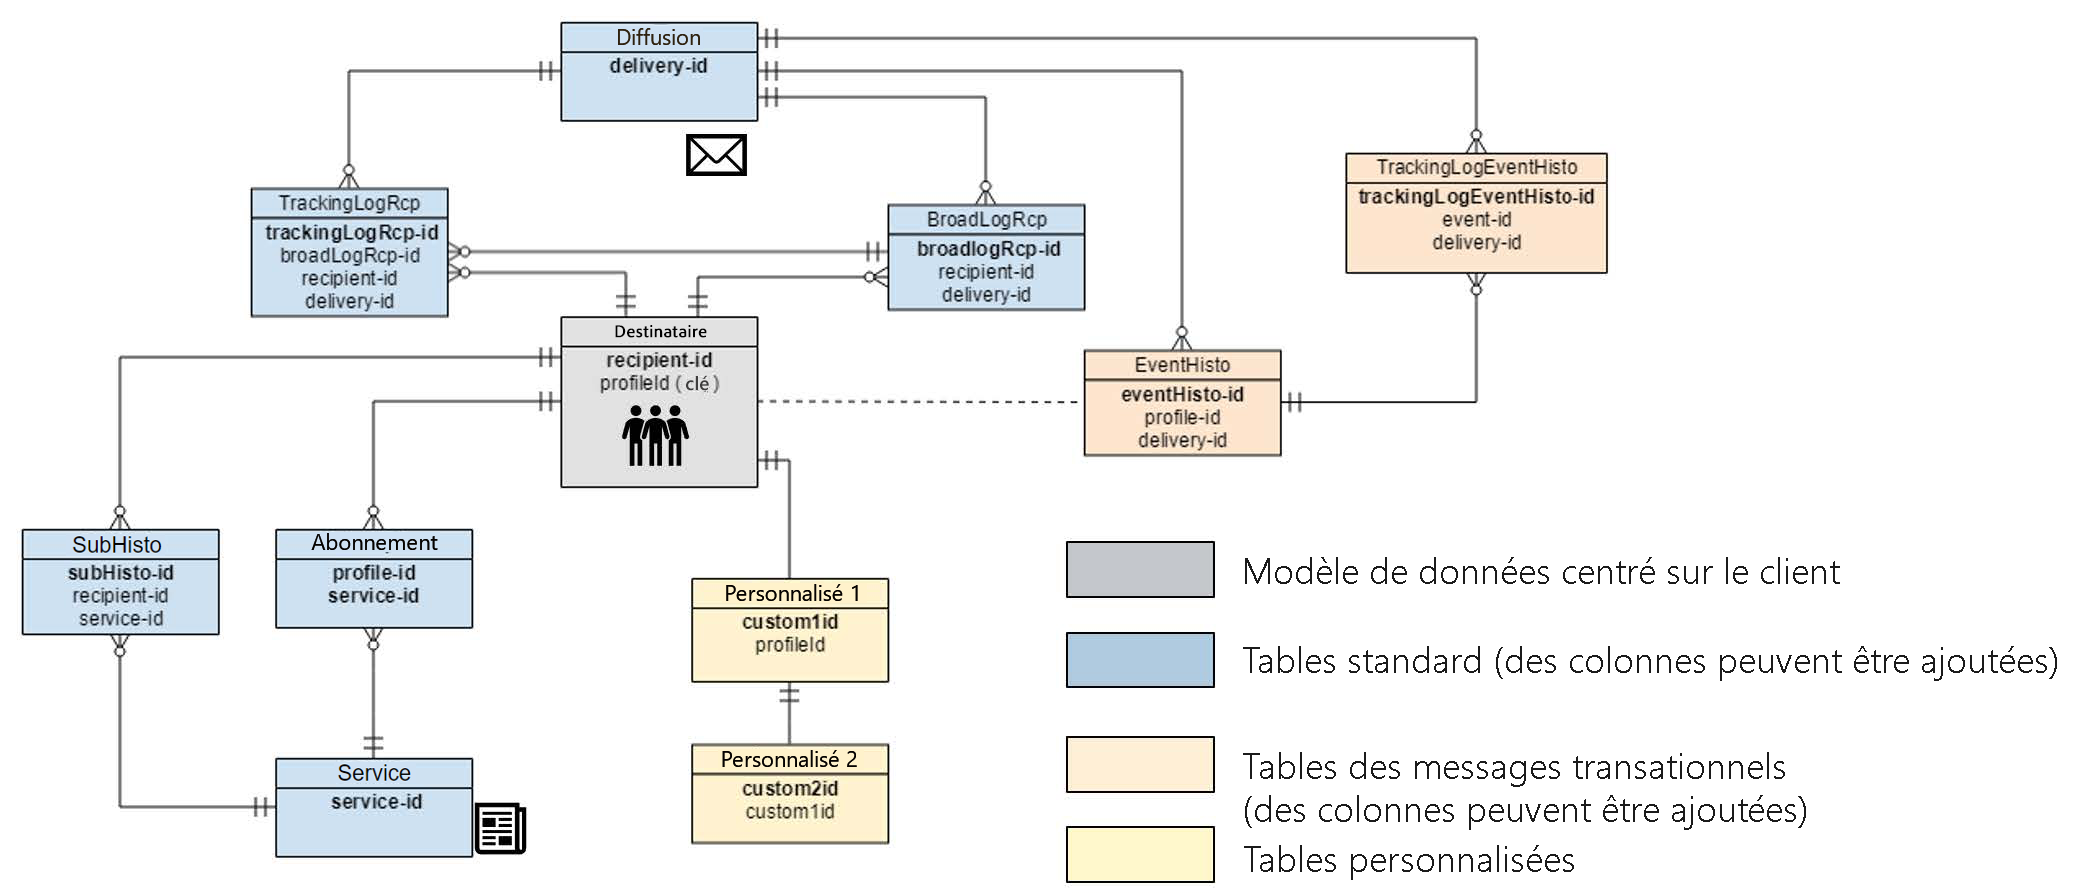 Diffusion
delivery-id
TrackingLogRcp
trackingLogRcp-id
broadLogRcp-id
recipient-id
delivery-id
BroadLogRcp
broadlogRcp-id
recipient-id
delivery-id
TrackingLogEventHisto
trackingLogEventHisto-id
event-id
delivery-id
Destinataire
recipient-id
profileId (clé)
EventHisto
eventHisto-id
profile-id
delivery-id
SubHisto
subHisto-id
recipient-id
service-id
Abonnement
profile-id
service-id
Personnalisé 1
custom1id
profileId
Service
service-id
Personnalisé 2
custom2id
custom1id
Modèle de données centré sur le client
Tables standard (des colonnes peuvent être ajoutées)
Tables des messages transationnels
(des colonnes peuvent être ajoutées)
Tables personnalisées